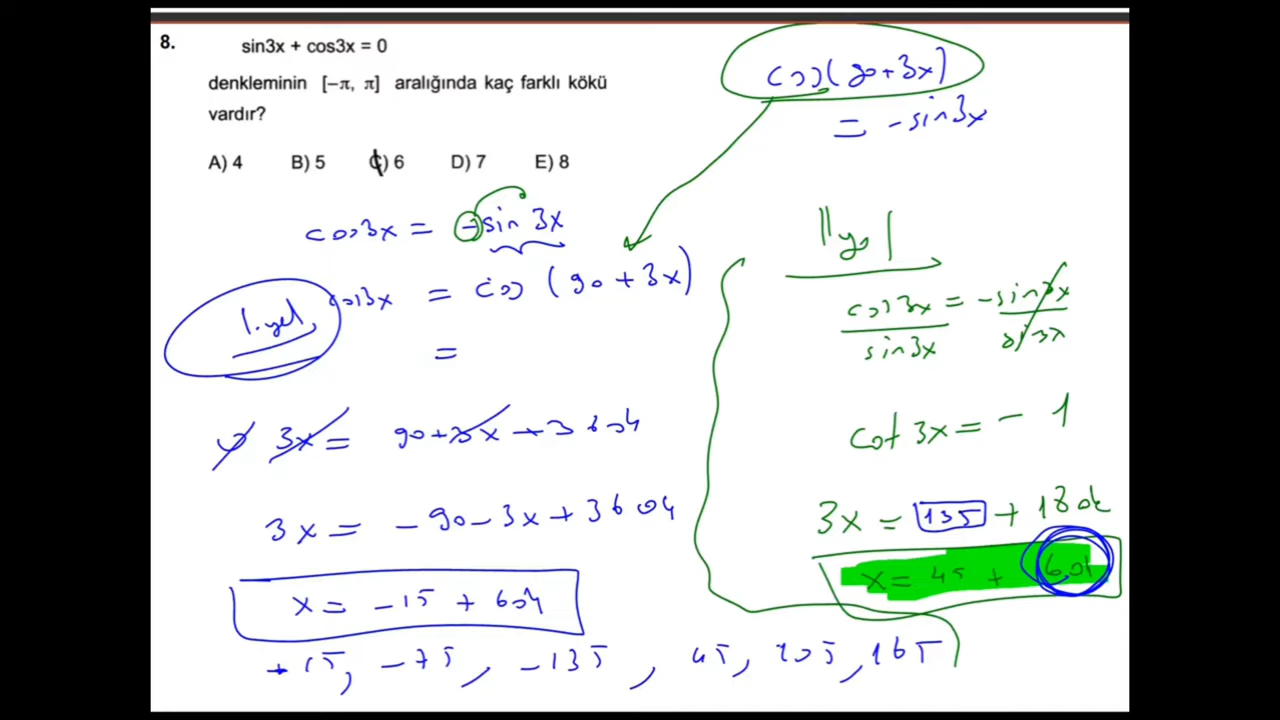 8. sin3x + cos3x = 0
denkleminin [−π, π] aralığında kaç farklı kökü
vardır?
A) 4 B) 5 C) 6 D) 7 E) 8
cos(90+3x)
= -sin3x
cos3x = -sin 3x
1.yol, cos3x = cos (90+3x)
=
3x = 90+3x+360k
3x = -90-3x+360k
x = -15 + 60k
-15, -75, -135, 45, 105, 165
II yol
cos3x/sin3x = -sin3x/sin3x
cot 3x = -1
3x = 135 + 180k
x = 45 + 60k